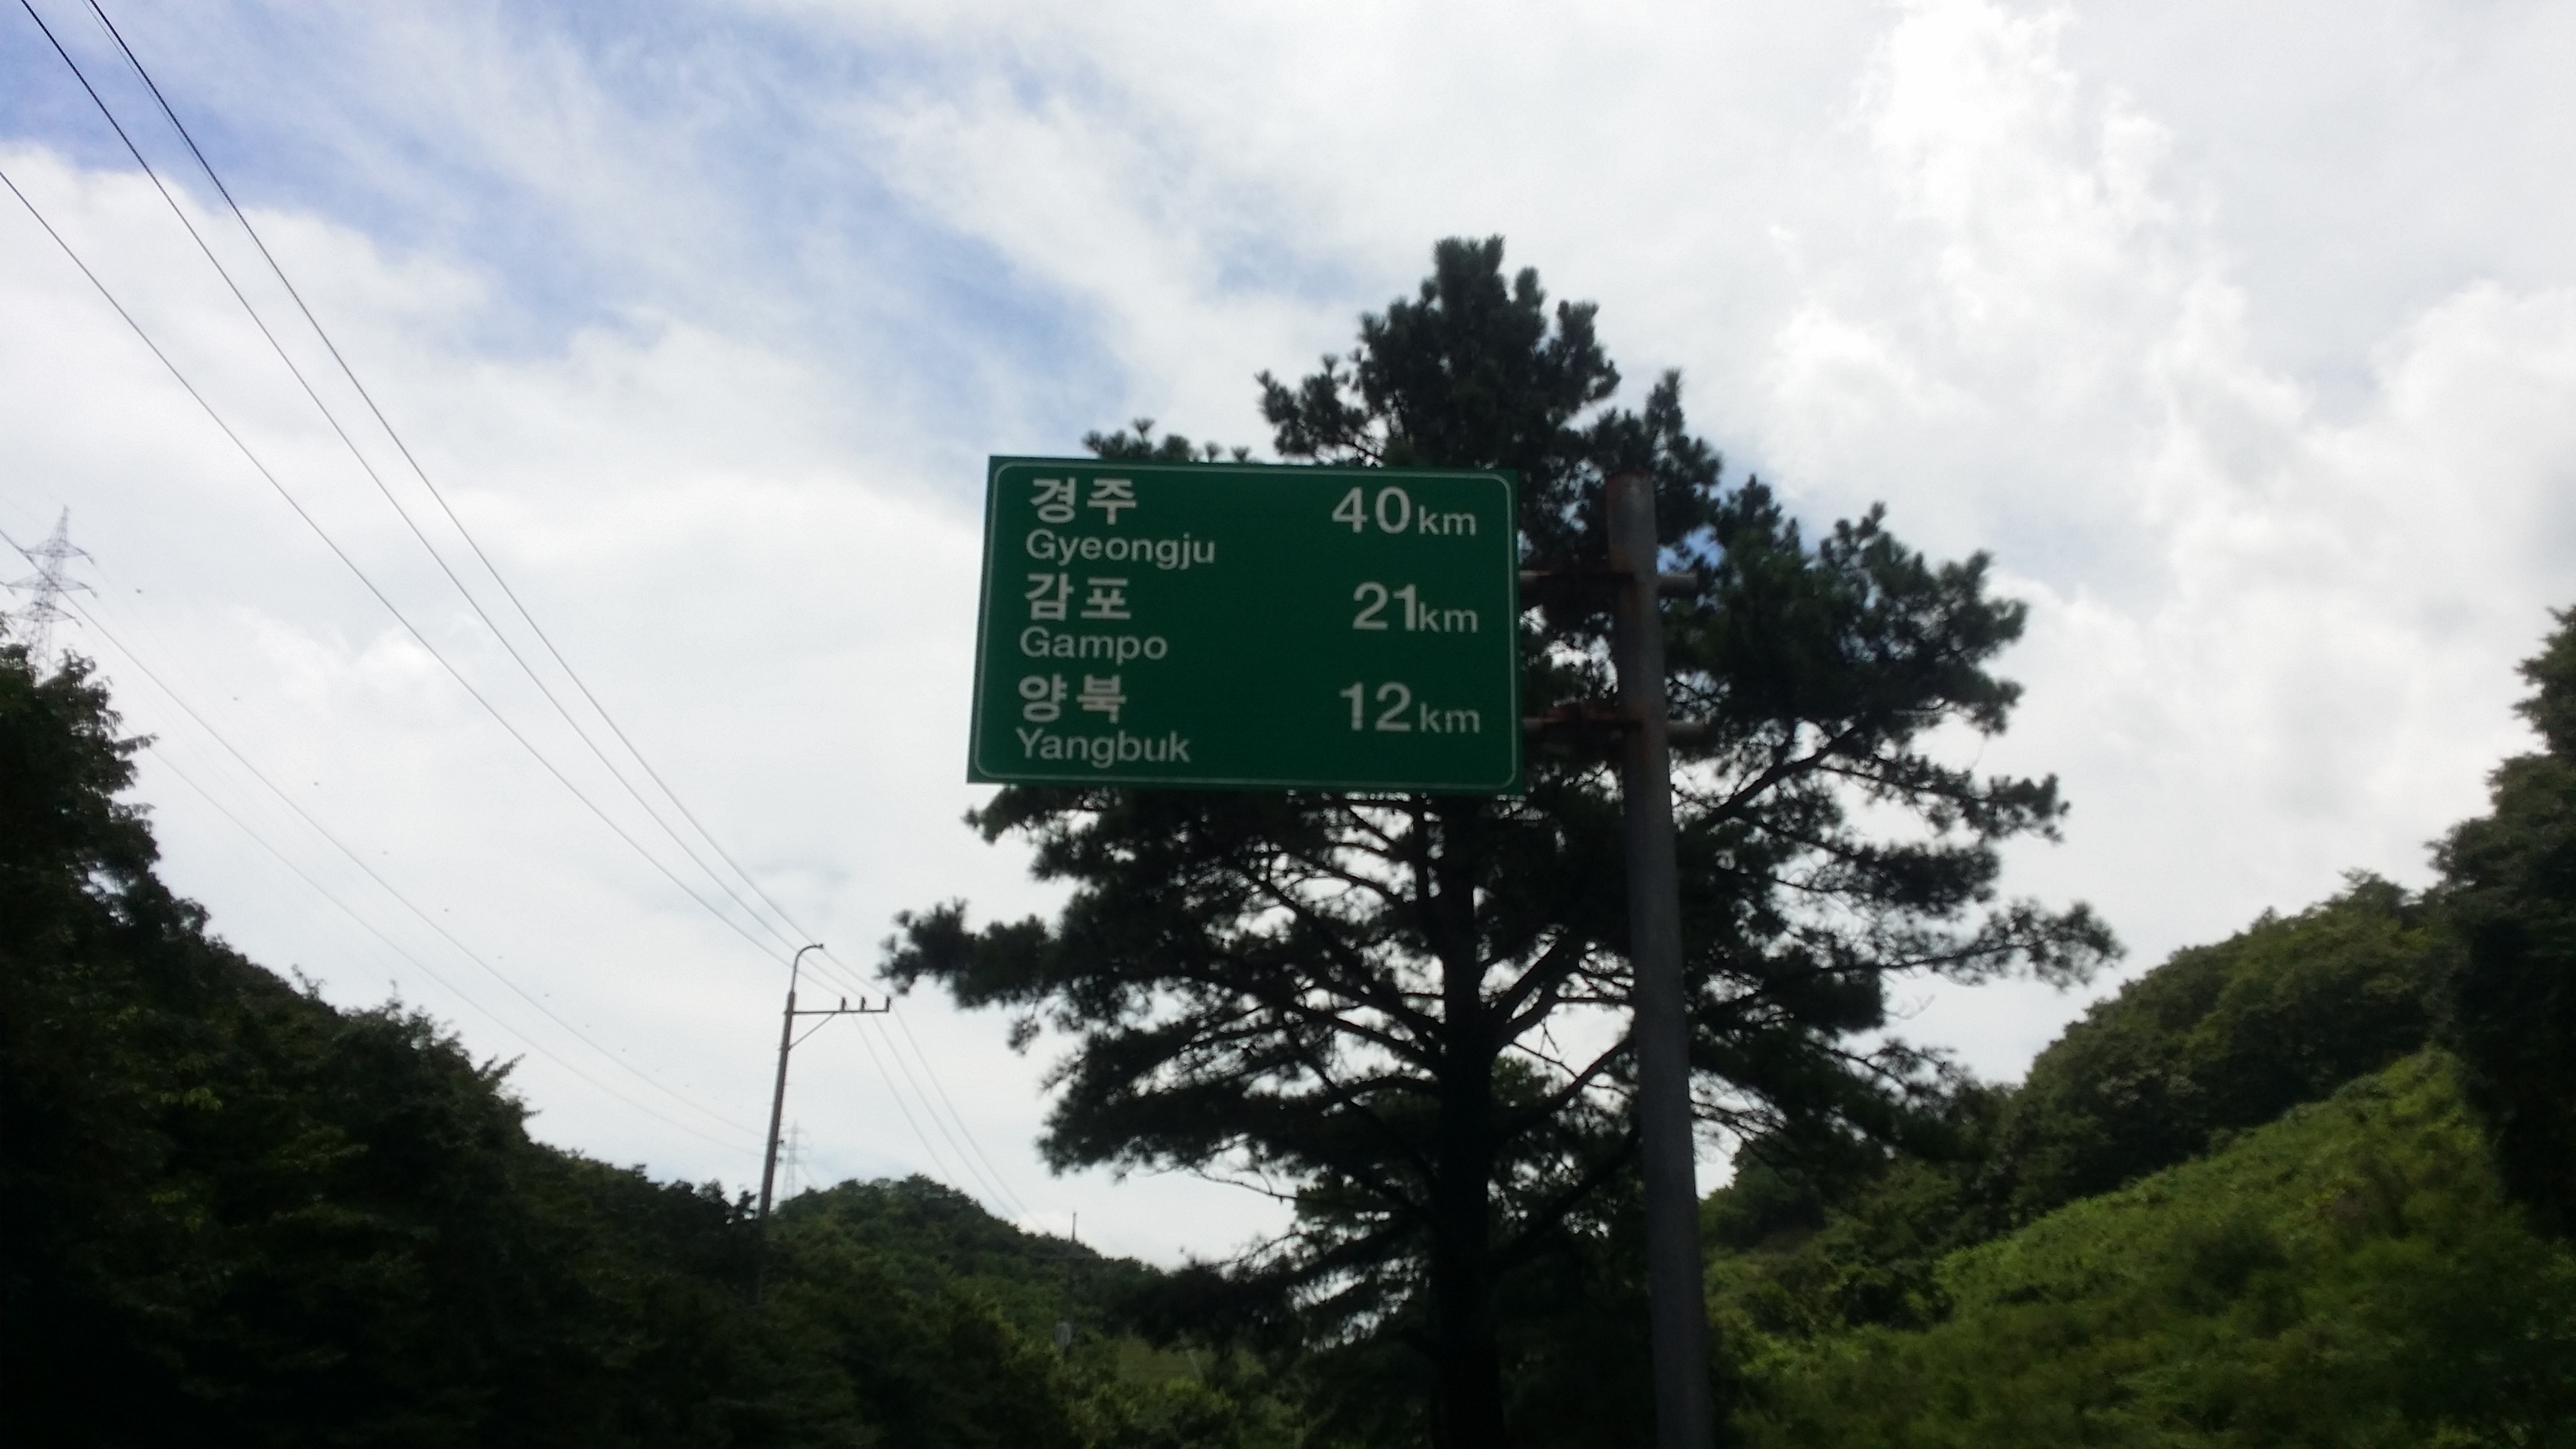 경주 40km
Gyeongju
감포 21km
Gampo
양북 12km
Yangbuk